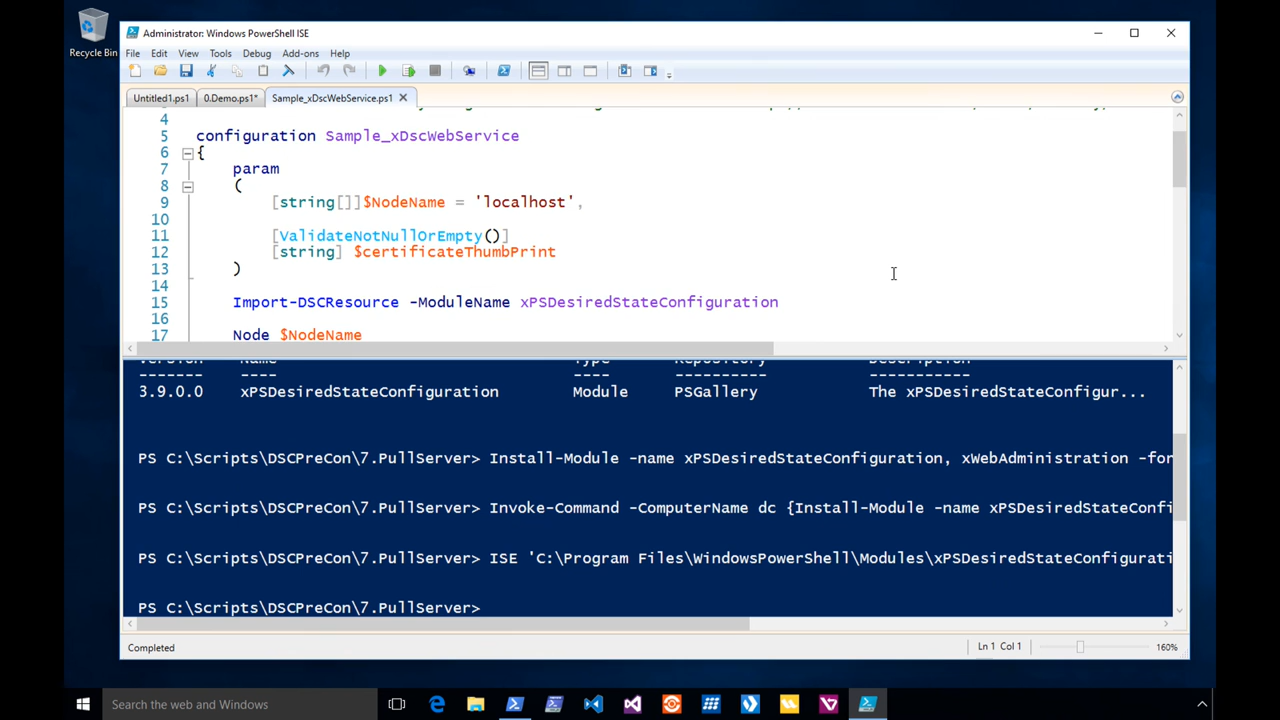 Recycle Bin
Administrator: Windows PowerShell ISE
File Edit View Tools Debug Add-ons Help
Untitled1.ps1 0.Demo.ps1* Sample_xDscWebService.ps1
4
5 configuration Sample_xDscWebService
6 {
7 param
8 (
9 [string[]]$NodeName = 'localhost',
10
11 [ValidateNotNullOrEmpty()]
12 [string] $certificateThumbPrint
13 )
14
15 Import-DSCResource -ModuleName xPSDesiredStateConfiguration
16
17 Node $NodeName
Version Name Type Repository Description
------- ---- ---- ---------- -----------
3.9.0.0 xPSDesiredStateConfiguration Module PSGallery The xPSDesiredStateConfigur...
PS C:\Scripts\DSCPreCon\7.PullServer> Install-Module -name xPSDesiredStateConfiguration, xWebAdministration -for
PS C:\Scripts\DSCPreCon\7.PullServer> Invoke-Command -ComputerName dc {Install-Module -name xPSDesiredStateConfi
PS C:\Scripts\DSCPreCon\7.PullServer> ISE 'C:\Program Files\WindowsPowerShell\Modules\xPSDesiredStateConfigurati
PS C:\Scripts\DSCPreCon\7.PullServer>
Completed Ln 1 Col 1 160%
Search the web and Windows